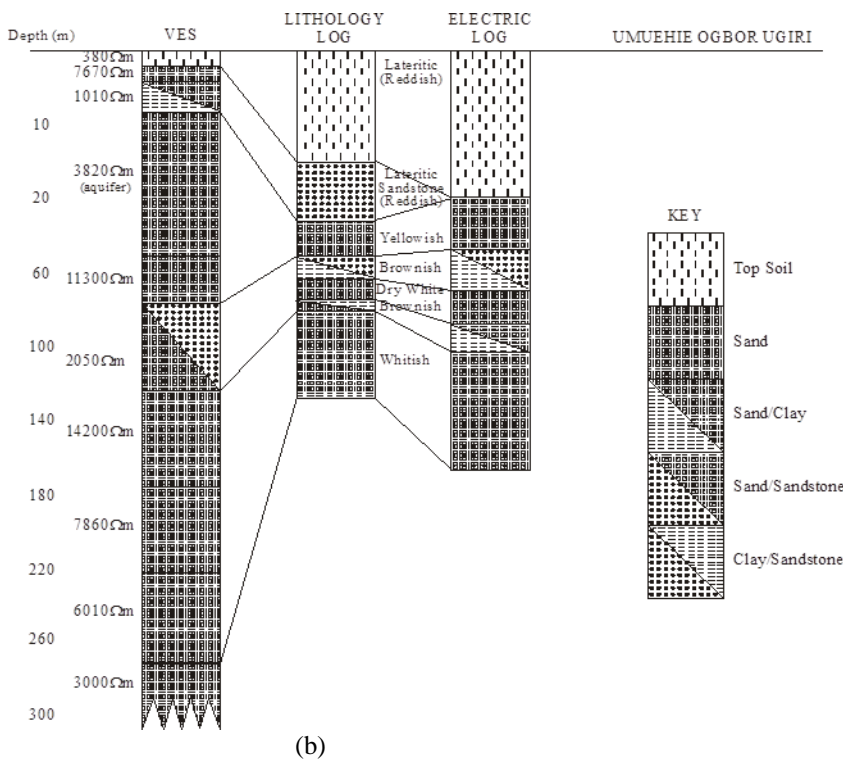 LITHOLOGY ELECTRIC
Depth (m) VES LOG LOG UMUEHIE OGBOR UGIRI
380Ωm
7670Ωm
1010Ωm
10
3820Ωm
(aquifer)
20
11300Ωm
60
100
2050Ωm
140
14200Ωm
180
7860Ωm
220
6010Ωm
260
3000Ωm
300
Lateritic
(Reddish)
Lateritic
Sandstone
(Reddish)
Yellowish
Brownish
Dry White
Brownish
Whitish
KEY
Top Soil
Sand
Sand/Clay
Sand/Sandstone
Clay/Sandstone
(b)